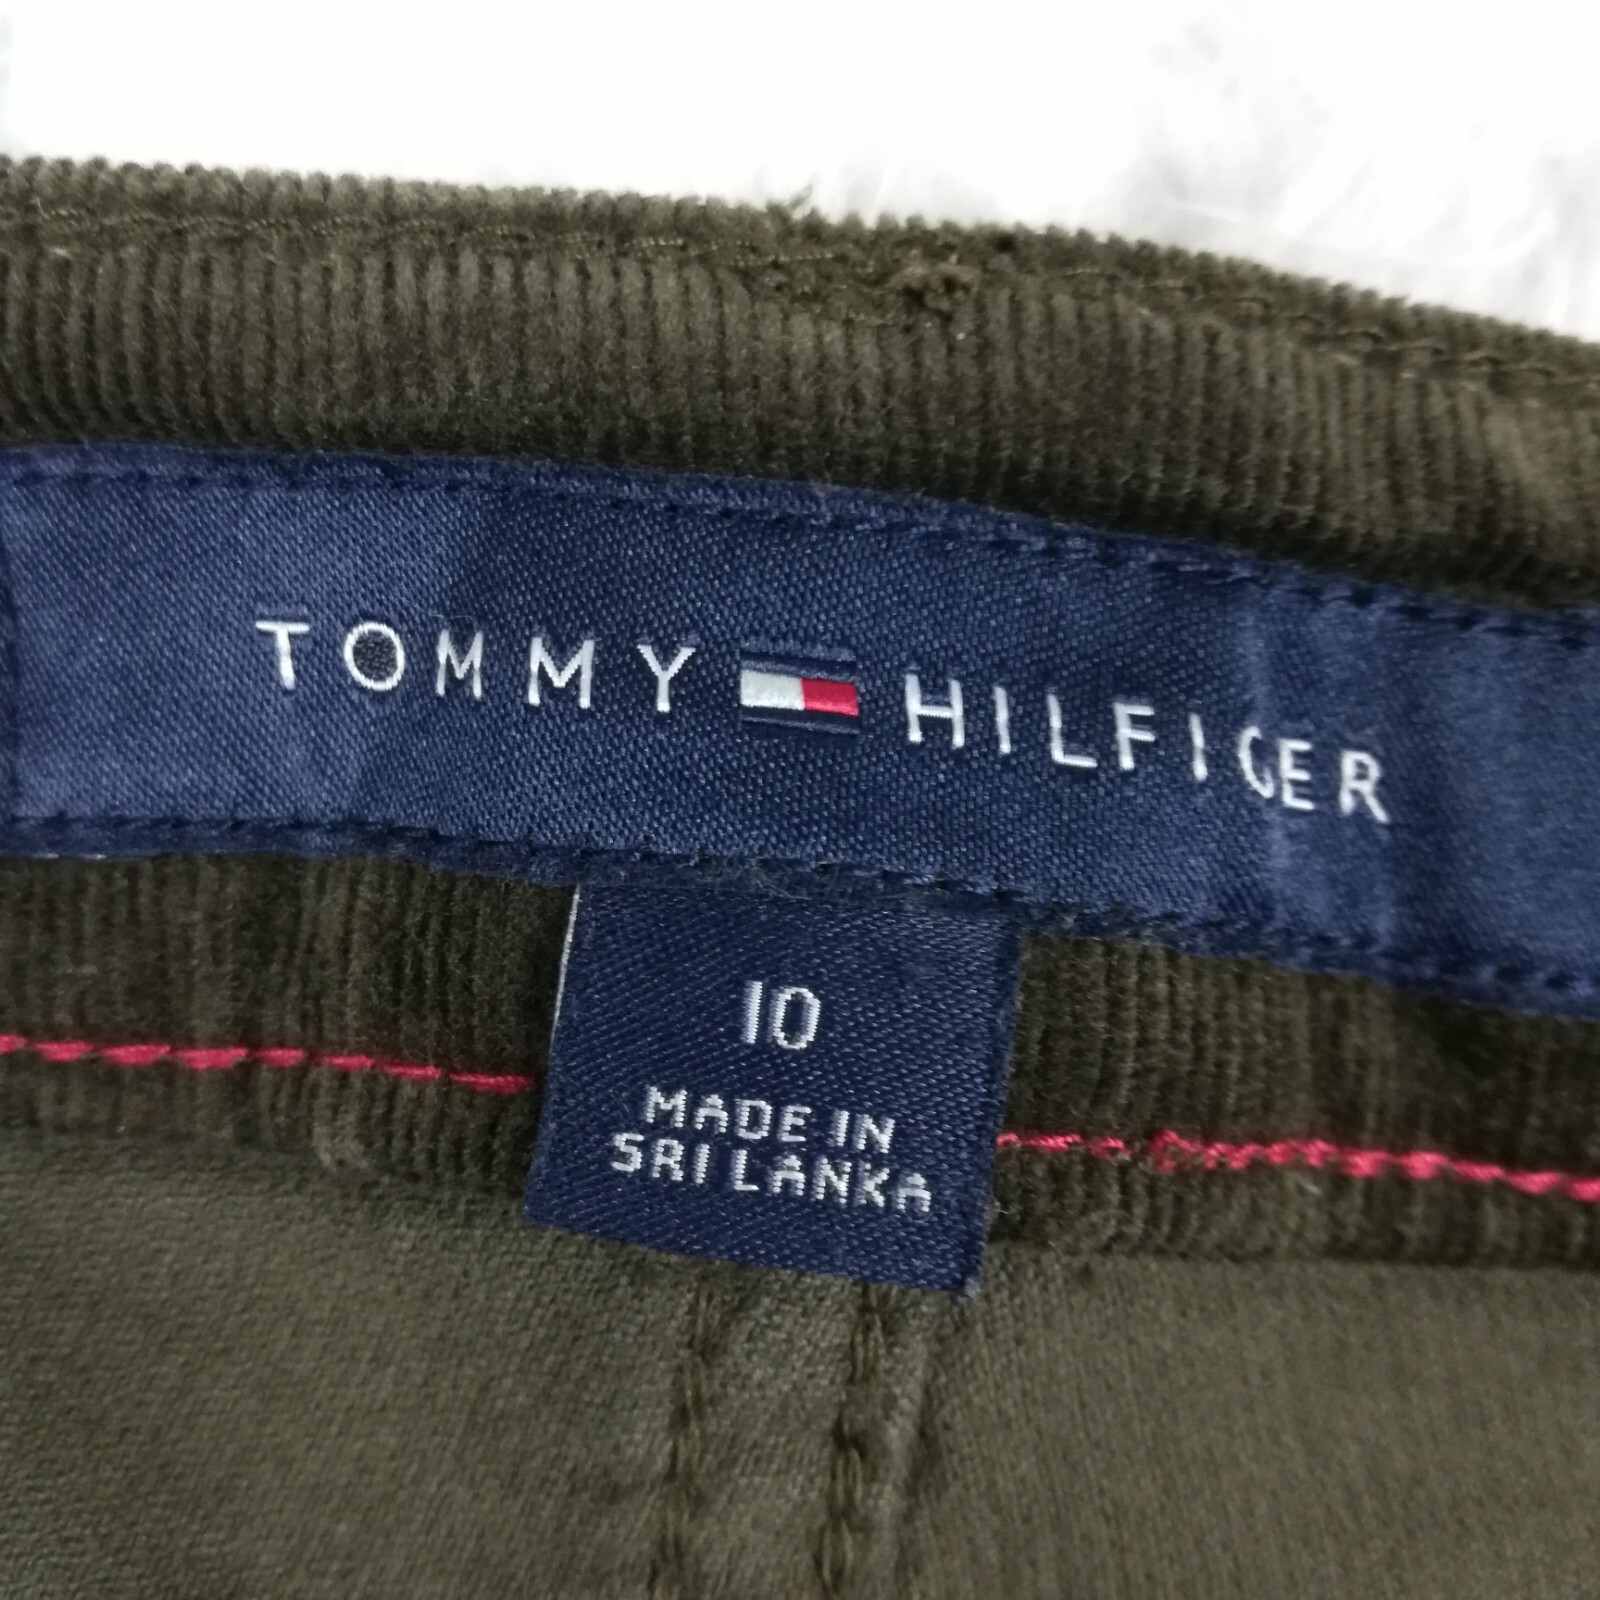 TOMMY HILFIGER
10
MADE IN
SRI LANKA